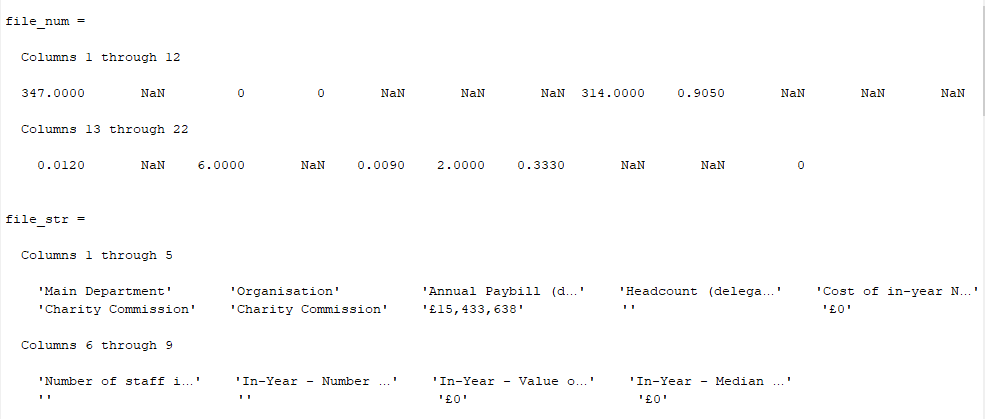 file_num =
Columns 1 through 12
347.0000 NaN 0 0 NaN NaN NaN 314.0000 0.9050 NaN NaN NaN
Columns 13 through 22
0.0120 NaN 6.0000 NaN 0.0090 2.0000 0.3330 NaN NaN 0
file_str =
Columns 1 through 5
'Main Department' 'Organisation' 'Annual Paybill (d...' 'Headcount (delega...' 'Cost of in-year N...'
'Charity Commission' 'Charity Commission' '£15,433,638' '' '£0'
Columns 6 through 9
'Number of staff i...' 'In-Year - Number ...' 'In-Year - Value o...' 'In-Year - Median ...'
'' '' '£0' '£0'